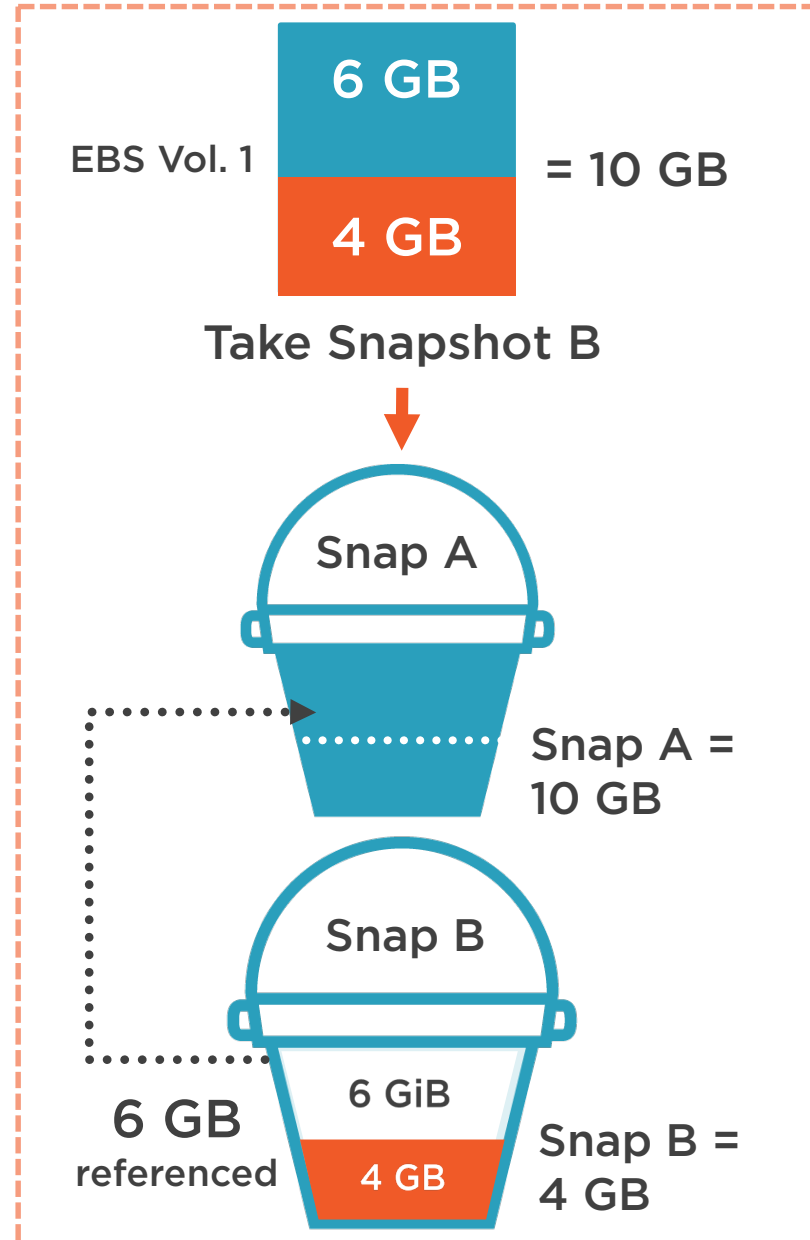 6 GB
EBS Vol. 1
= 10 GB
4 GB
Take Snapshot B
Snap A
Snap A =
10 GB
Snap B
6 GiB
6 GB
referenced
4 GB
Snap B =
4 GB